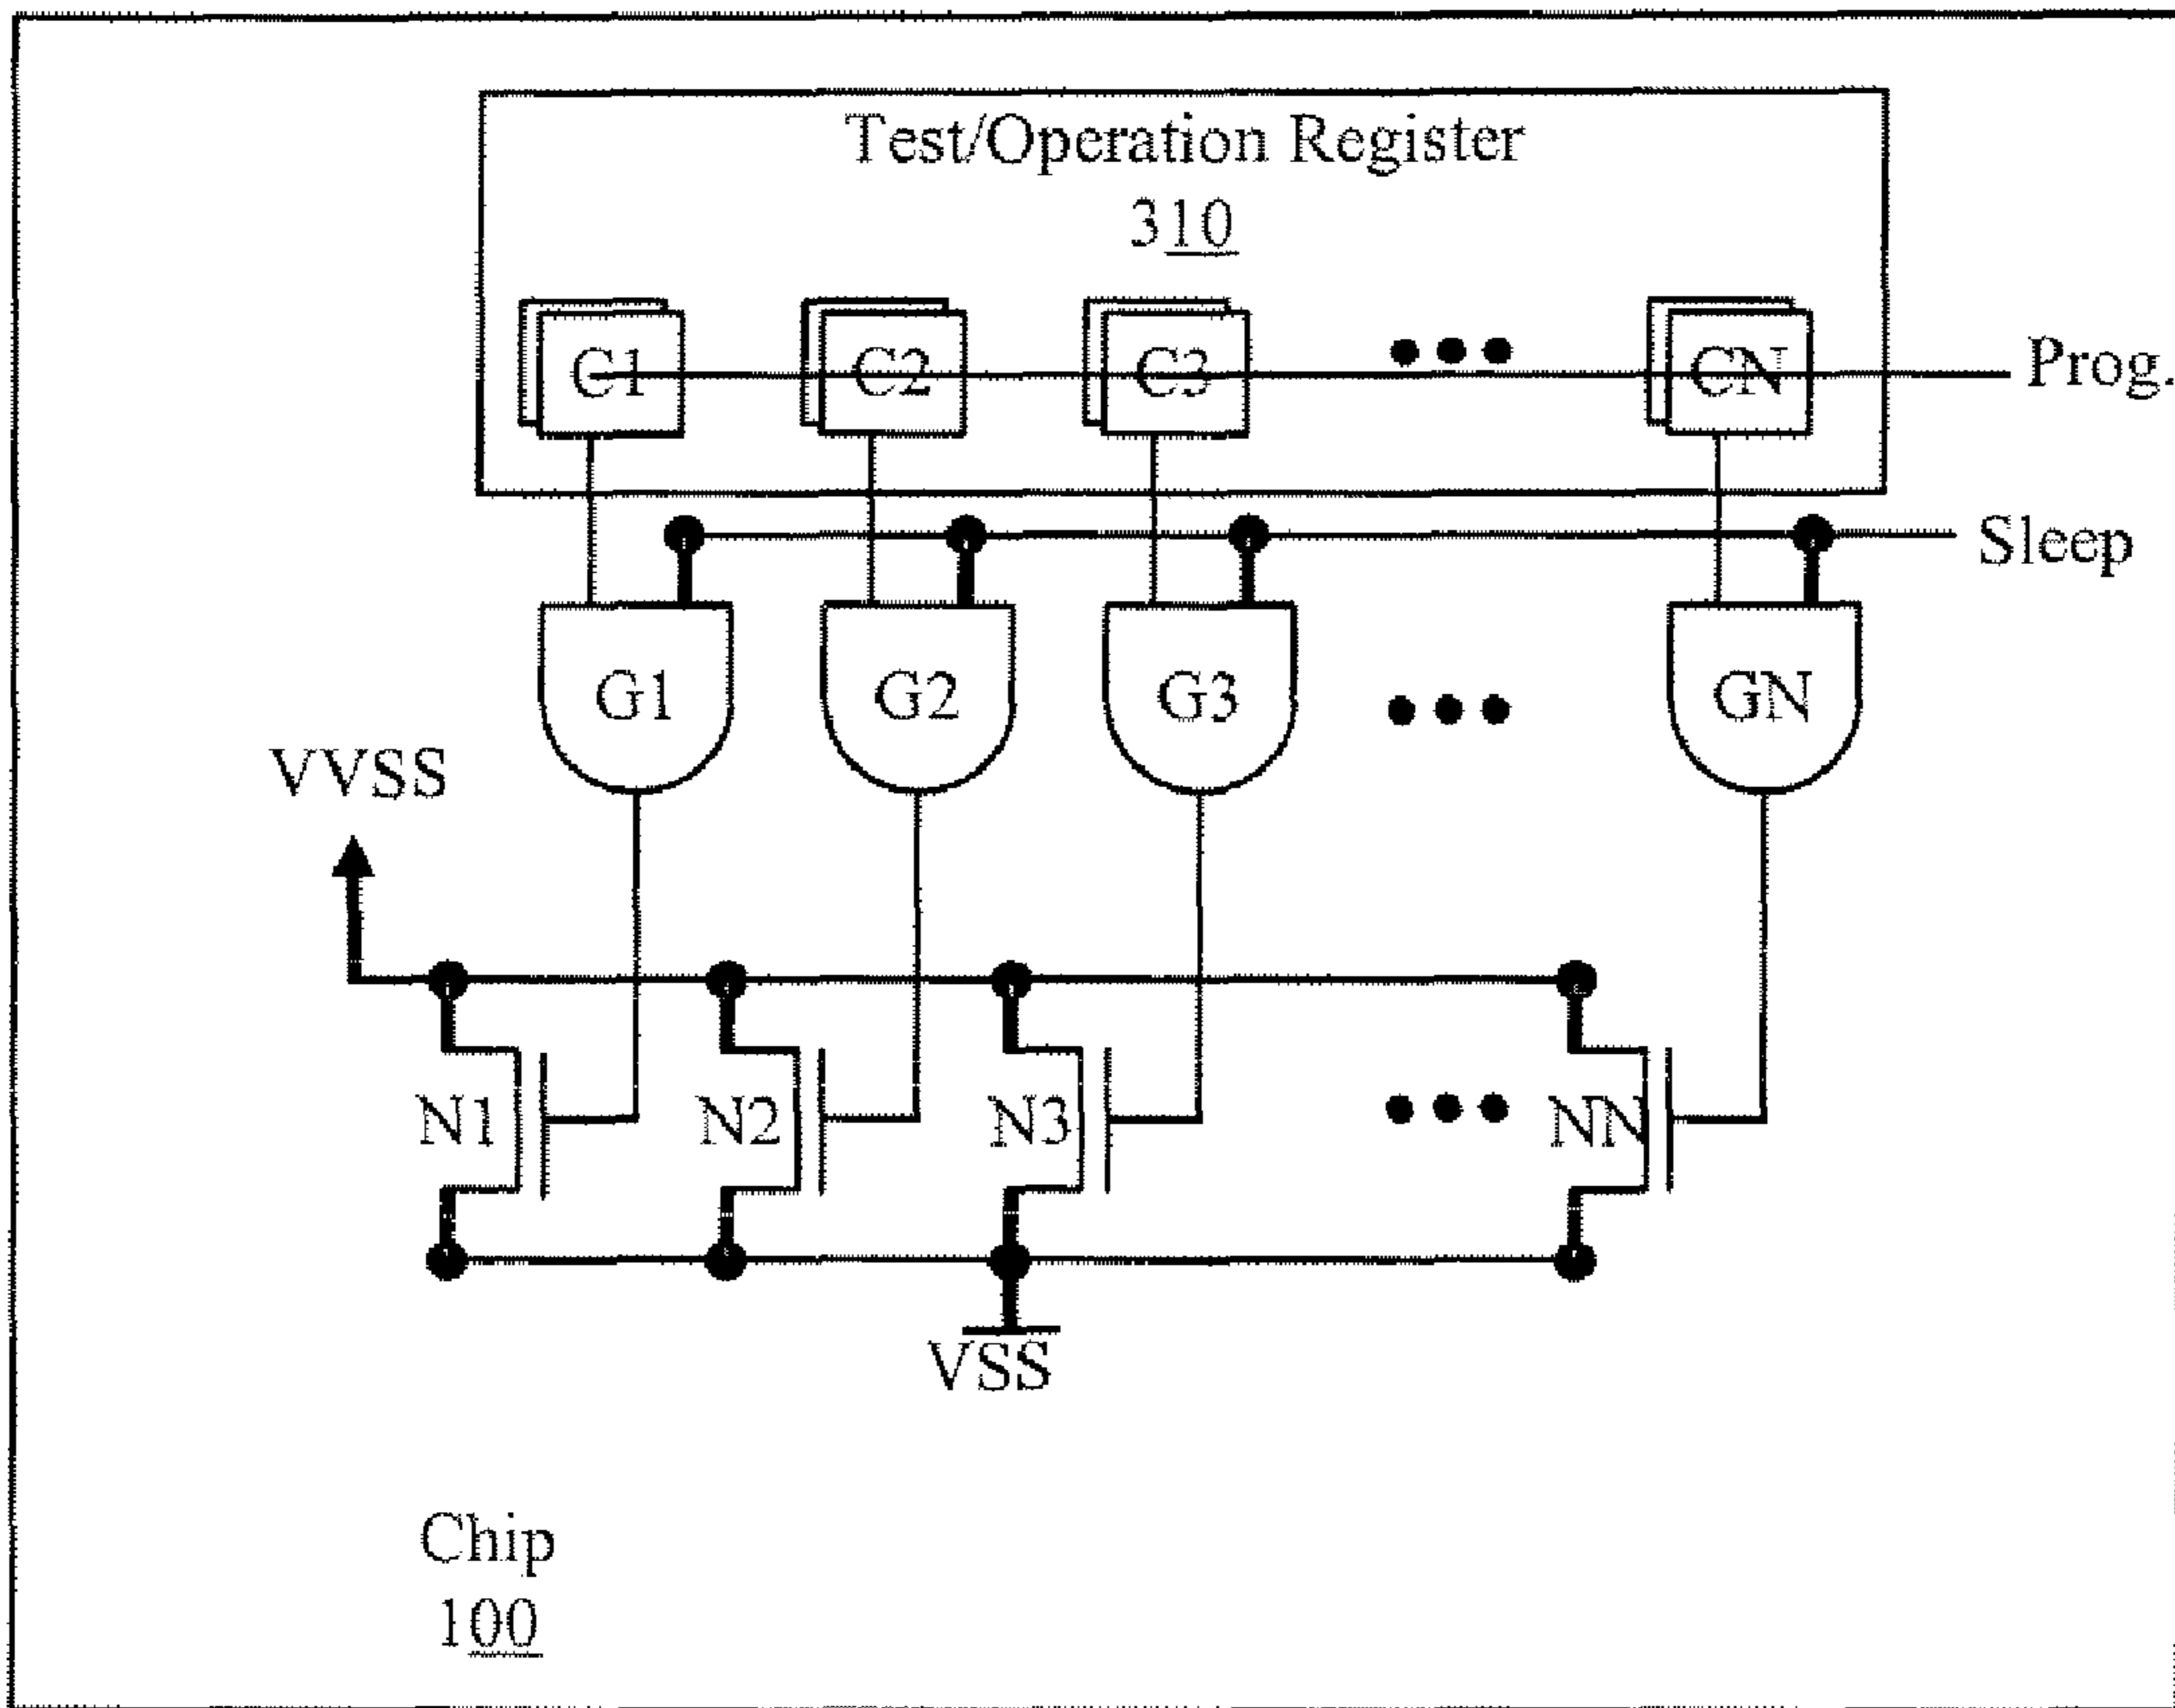 Test/Operation Register
310
C1 C2 C3 ••• CN
Prog.
Sleep
G1 G2 G3 ••• GN
VVSS
N1 N2 N3 ••• NN
VSS
Chip
100